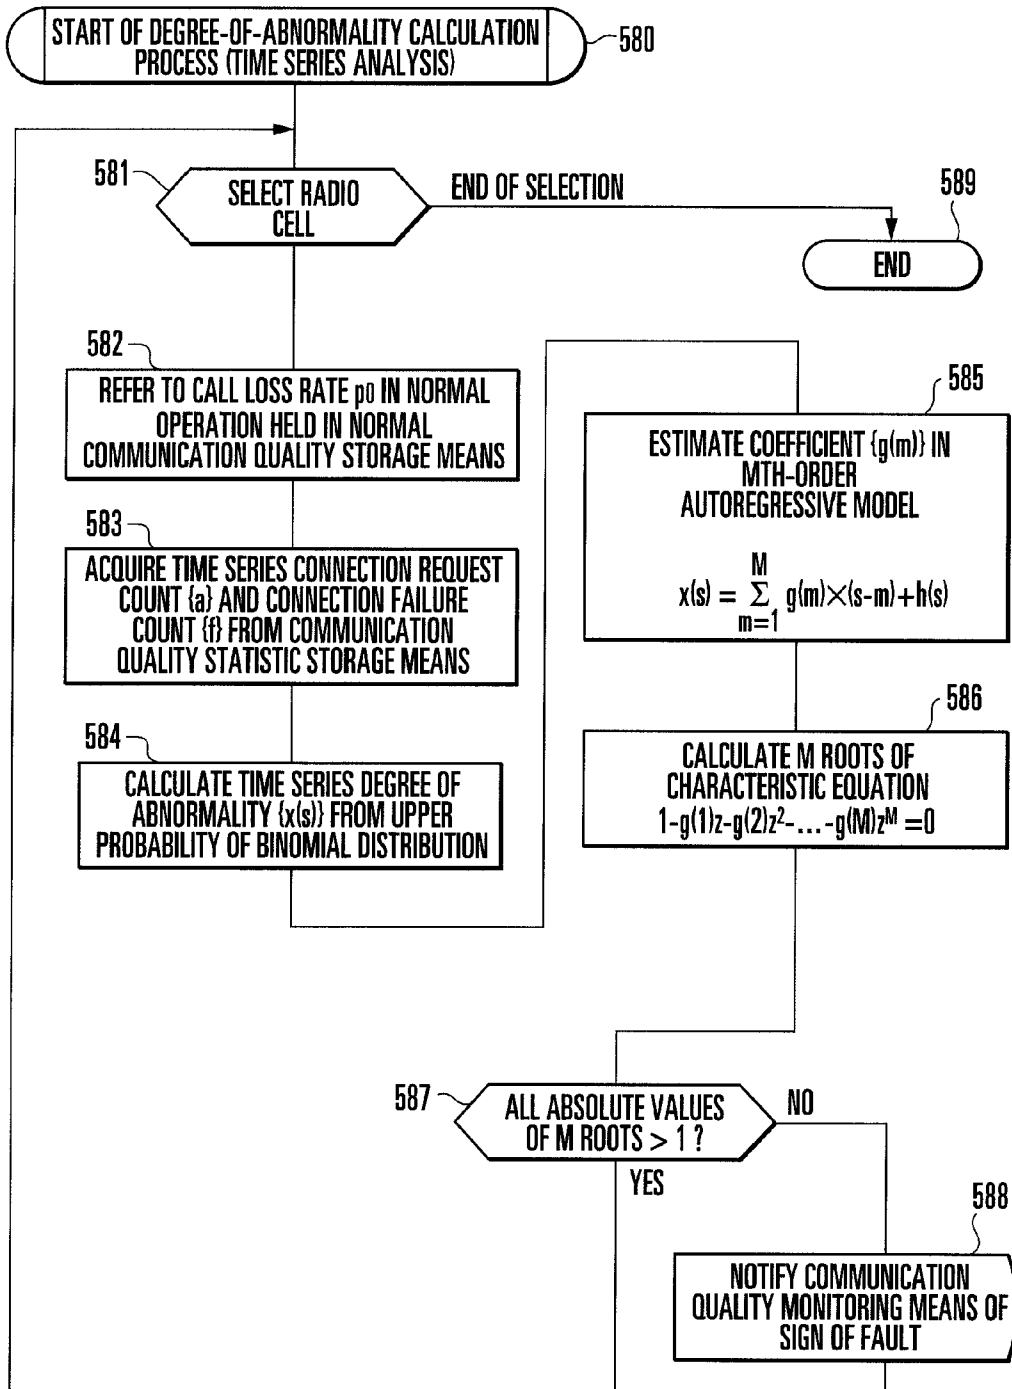 START OF DEGREE-OF-ABNORMALITY CALCULATION
PROCESS (TIME SERIES ANALYSIS)
580
581
SELECT RADIO
CELL
END OF SELECTION
589
END
582
REFER TO CALL LOSS RATE p0 IN NORMAL
OPERATION HELD IN NORMAL
COMMUNICATION QUALITY STORAGE MEANS
583
ACQUIRE TIME SERIES CONNECTION REQUEST
COUNT {a} AND CONNECTION FAILURE
COUNT {f} FROM COMMUNICATION
QUALITY STATISTIC STORAGE MEANS
584
CALCULATE TIME SERIES DEGREE OF
ABNORMALITY {x(s)} FROM UPPER
PROBABILITY OF BINOMIAL DISTRIBUTION
585
ESTIMATE COEFFICIENT {g(m)} IN
MTH-ORDER
AUTOREGRESSIVE MODEL
M
x(s) = Σ g(m)×(s-m)+h(s)
m=1
586
CALCULATE M ROOTS OF
CHARACTERISTIC EQUATION
1-g(1)z-g(2)z²-...-g(M)zᴹ =0
587
ALL ABSOLUTE VALUES
OF M ROOTS > 1 ?
NO
YES
588
NOTIFY COMMUNICATION
QUALITY MONITORING MEANS OF
SIGN OF FAULT